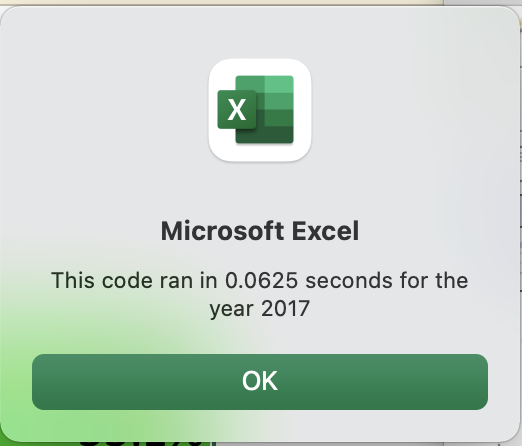 X
Microsoft Excel
This code ran in 0.0625 seconds for the
year 2017
OK